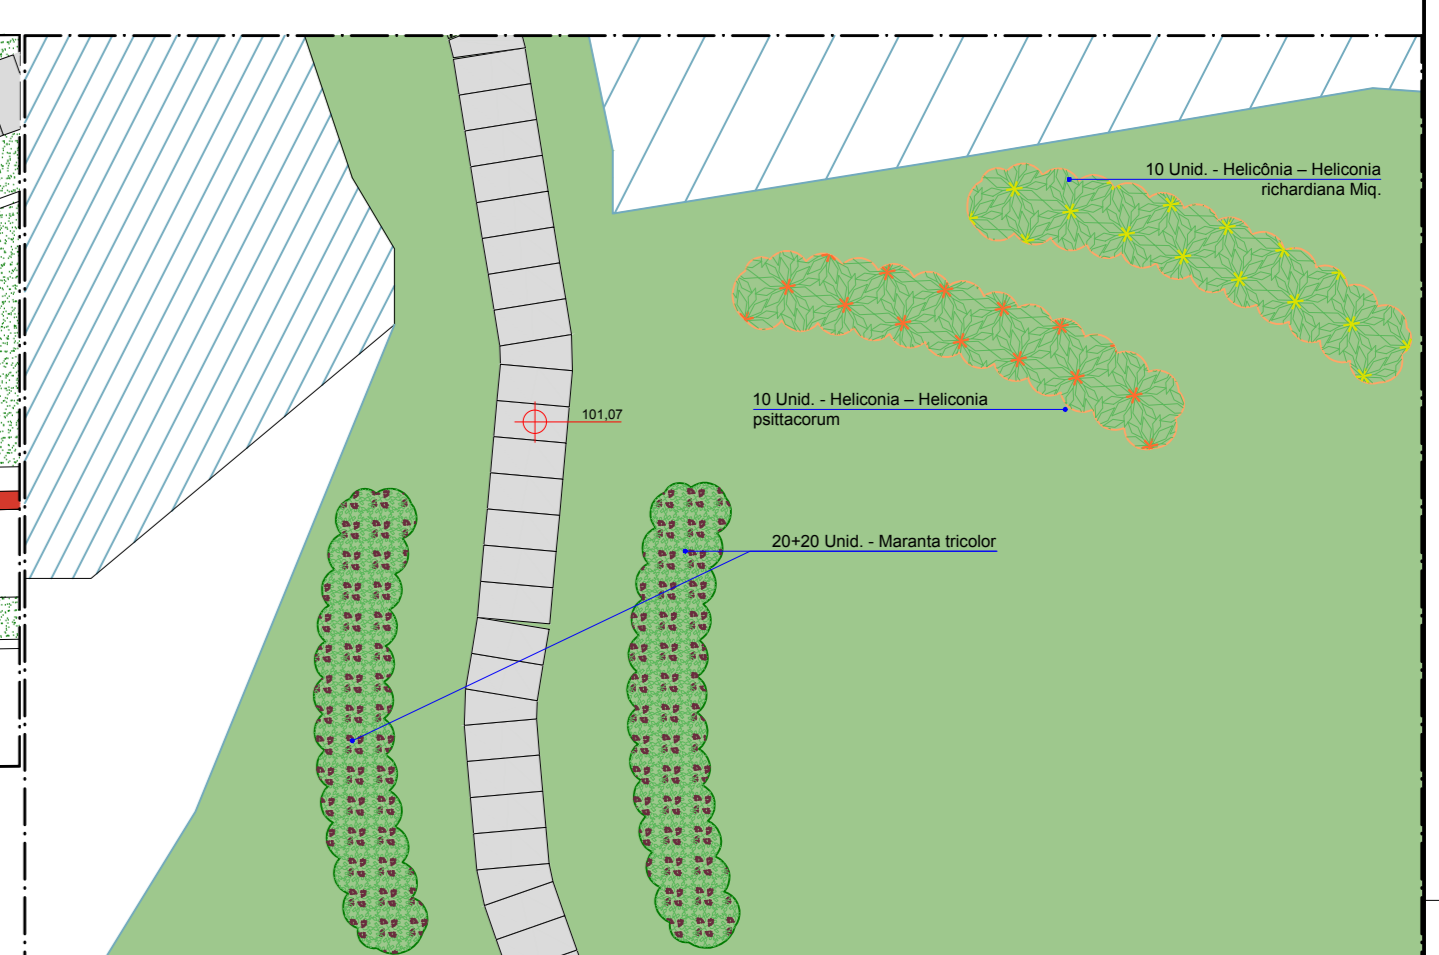 10 Unid. - Helicônia – Heliconia
richardiana Miq.
10 Unid. - Heliconia – Heliconia
psittacorum
101,07
20+20 Unid. - Maranta tricolor